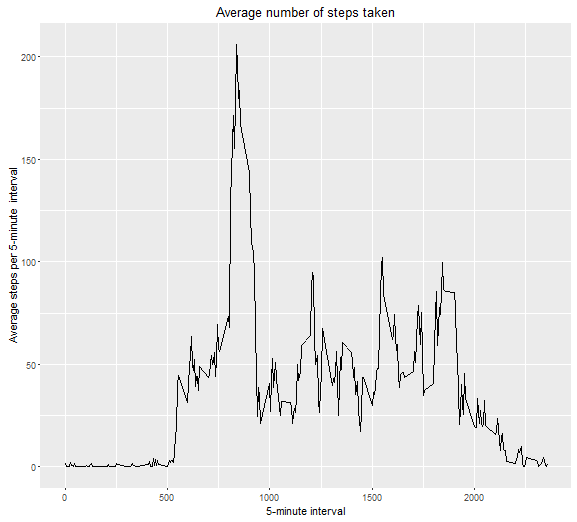 Average number of steps taken
Average steps per 5-minute interval
200
150
100
50
0
0 500 1000 1500 2000
5-minute interval